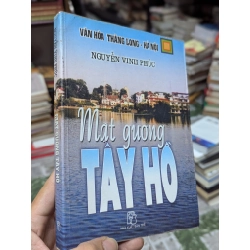 VĂN HÓA THĂNG LONG - HÀ NỘI
NGUYỄN VINH PHÚC
Mặt gương
TÂY HỒ